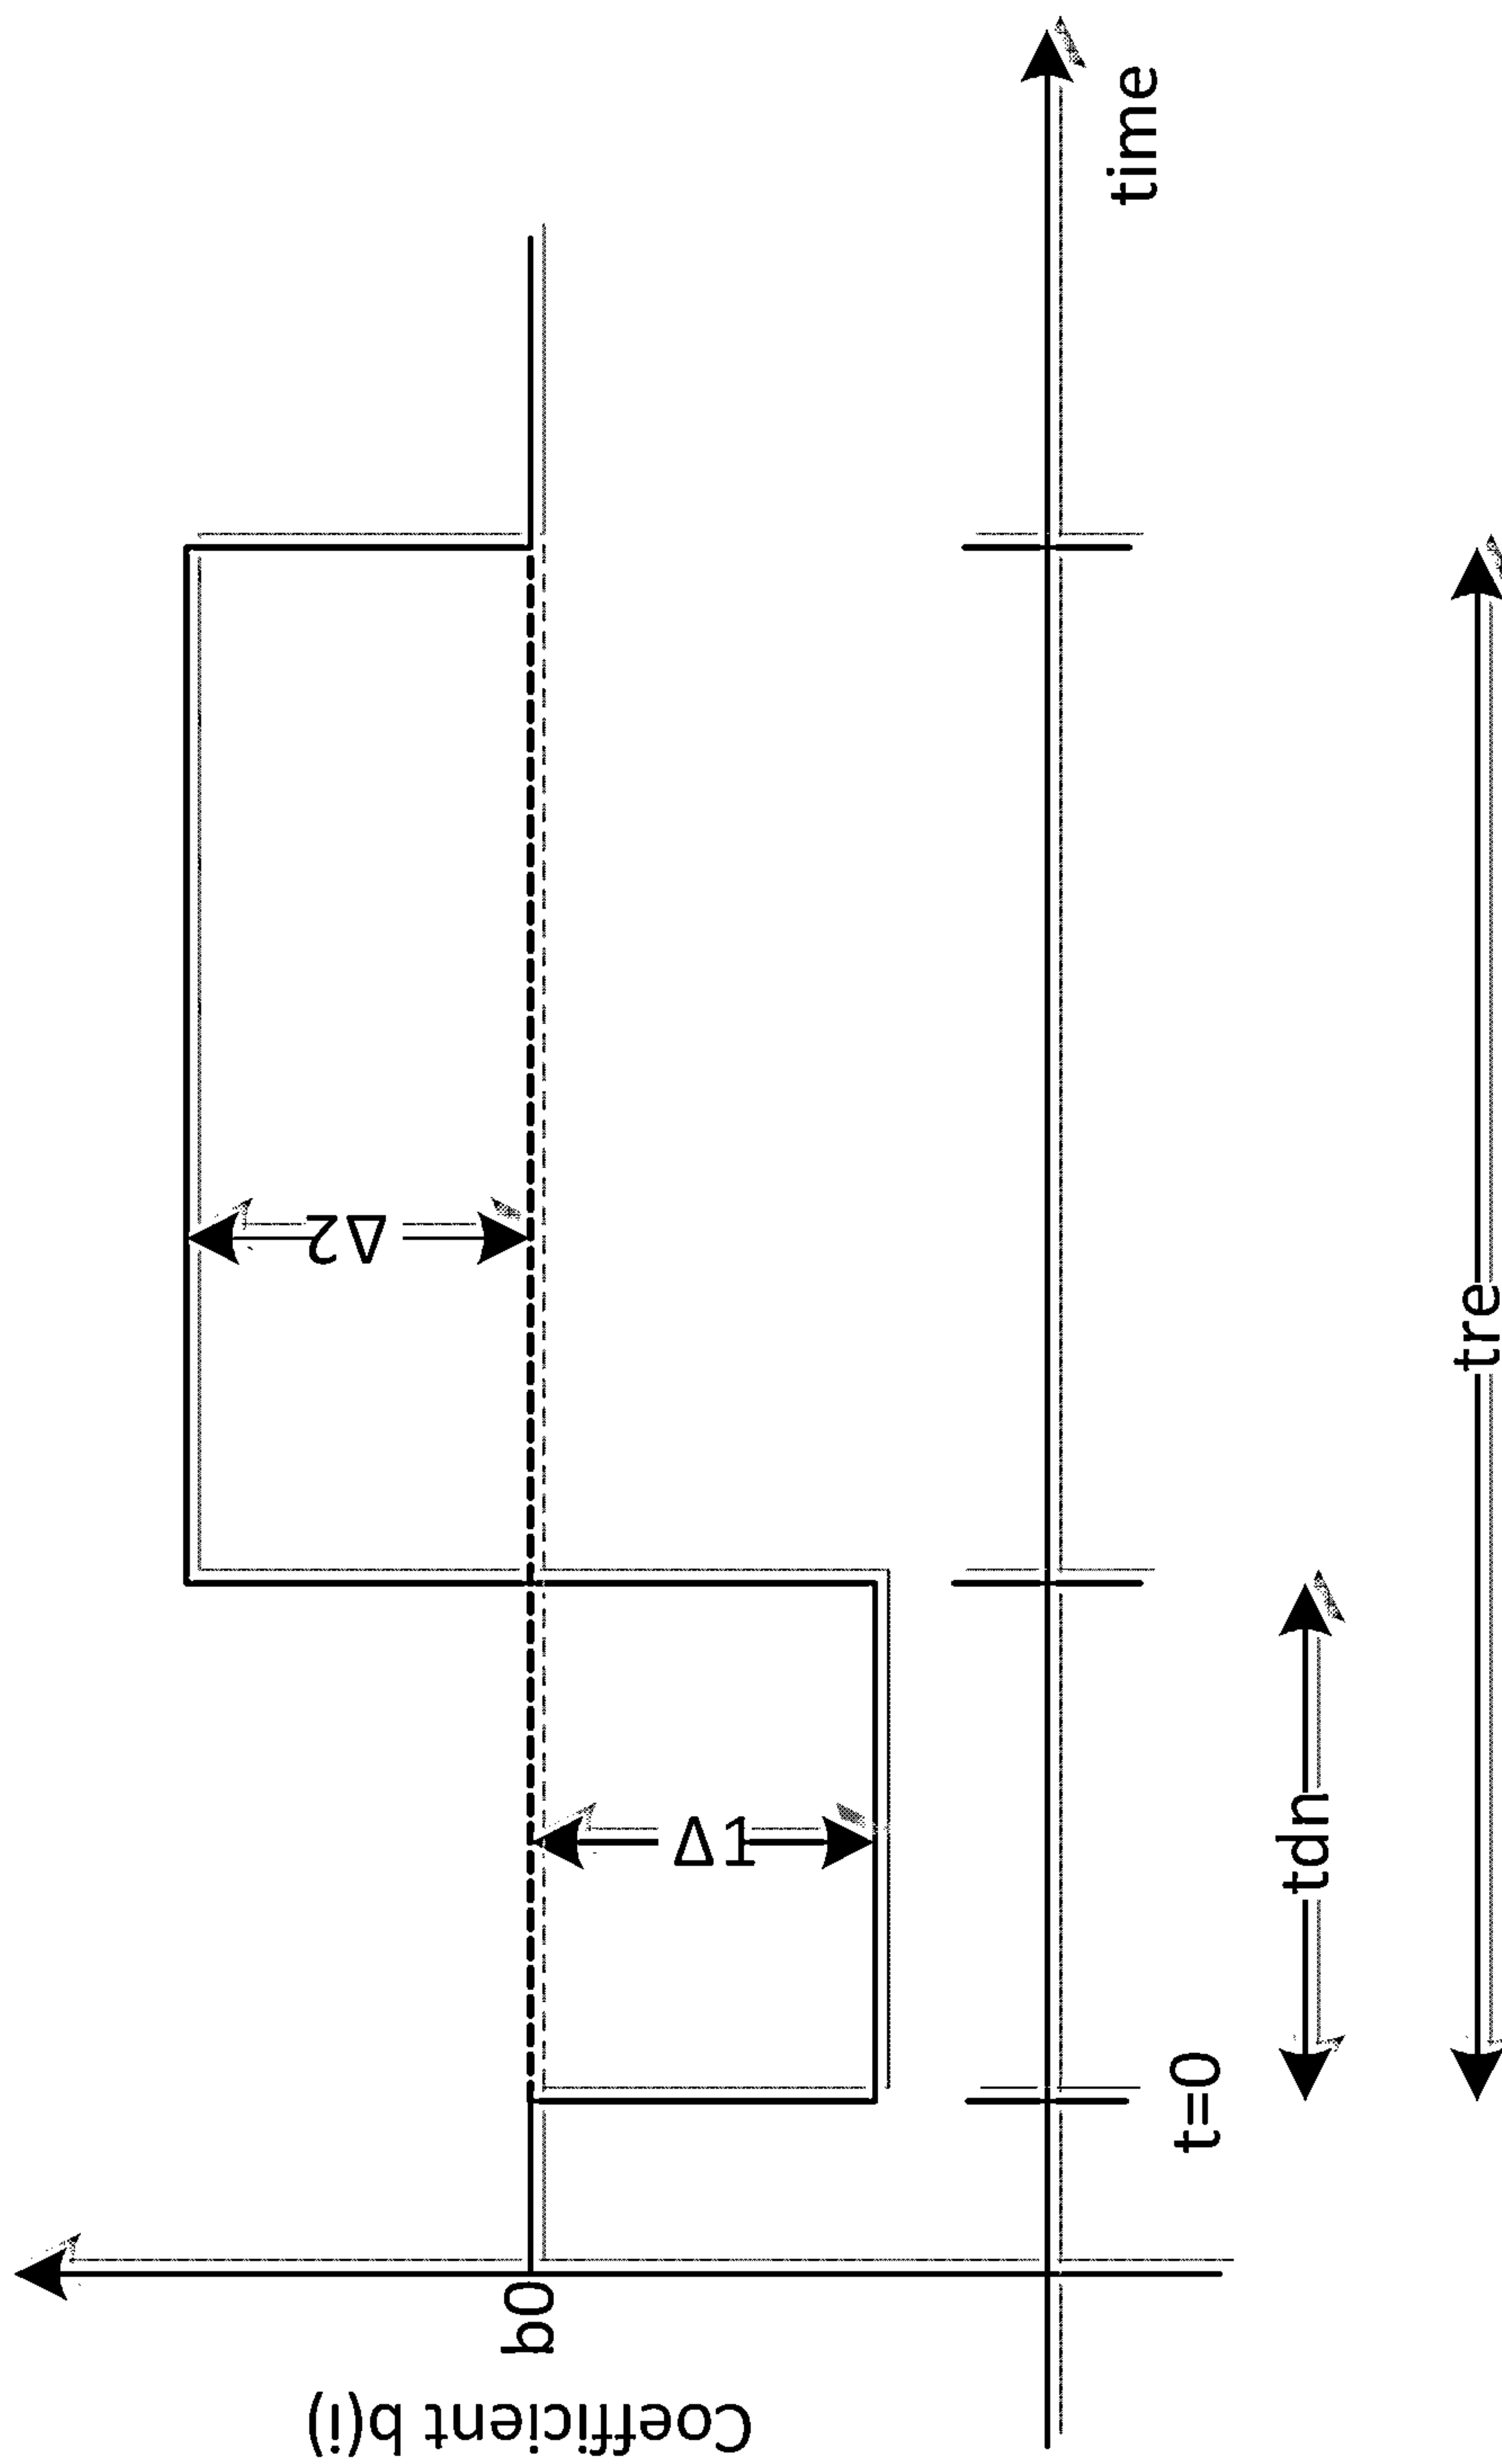 Coefficient b(i)
b0
Δ2
Δ1
time
t=0
tdn
tre